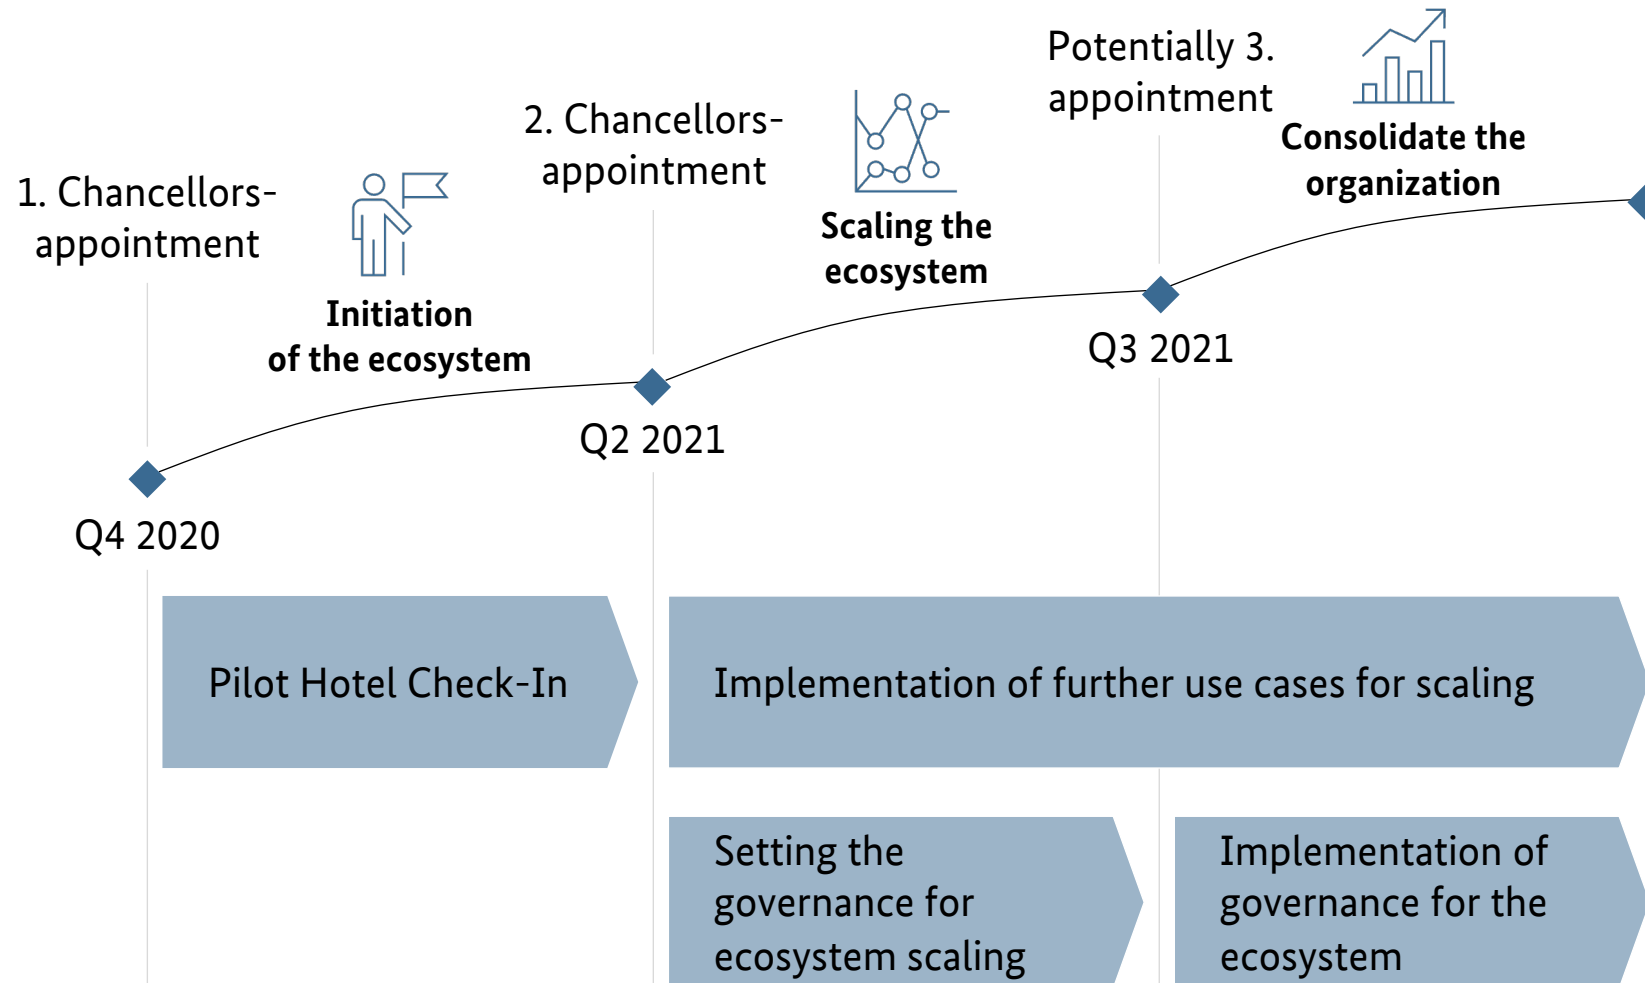 1. Chancellors-
appointment
Initiation
of the ecosystem
2. Chancellors-
appointment
Scaling the
ecosystem
Potentially 3.
appointment
Consolidate the
organization
Q4 2020
Q2 2021
Q3 2021
Pilot Hotel Check-In
Implementation of further use cases for scaling
Setting the
governance for
ecosystem scaling
Implementation of
governance for the
ecosystem